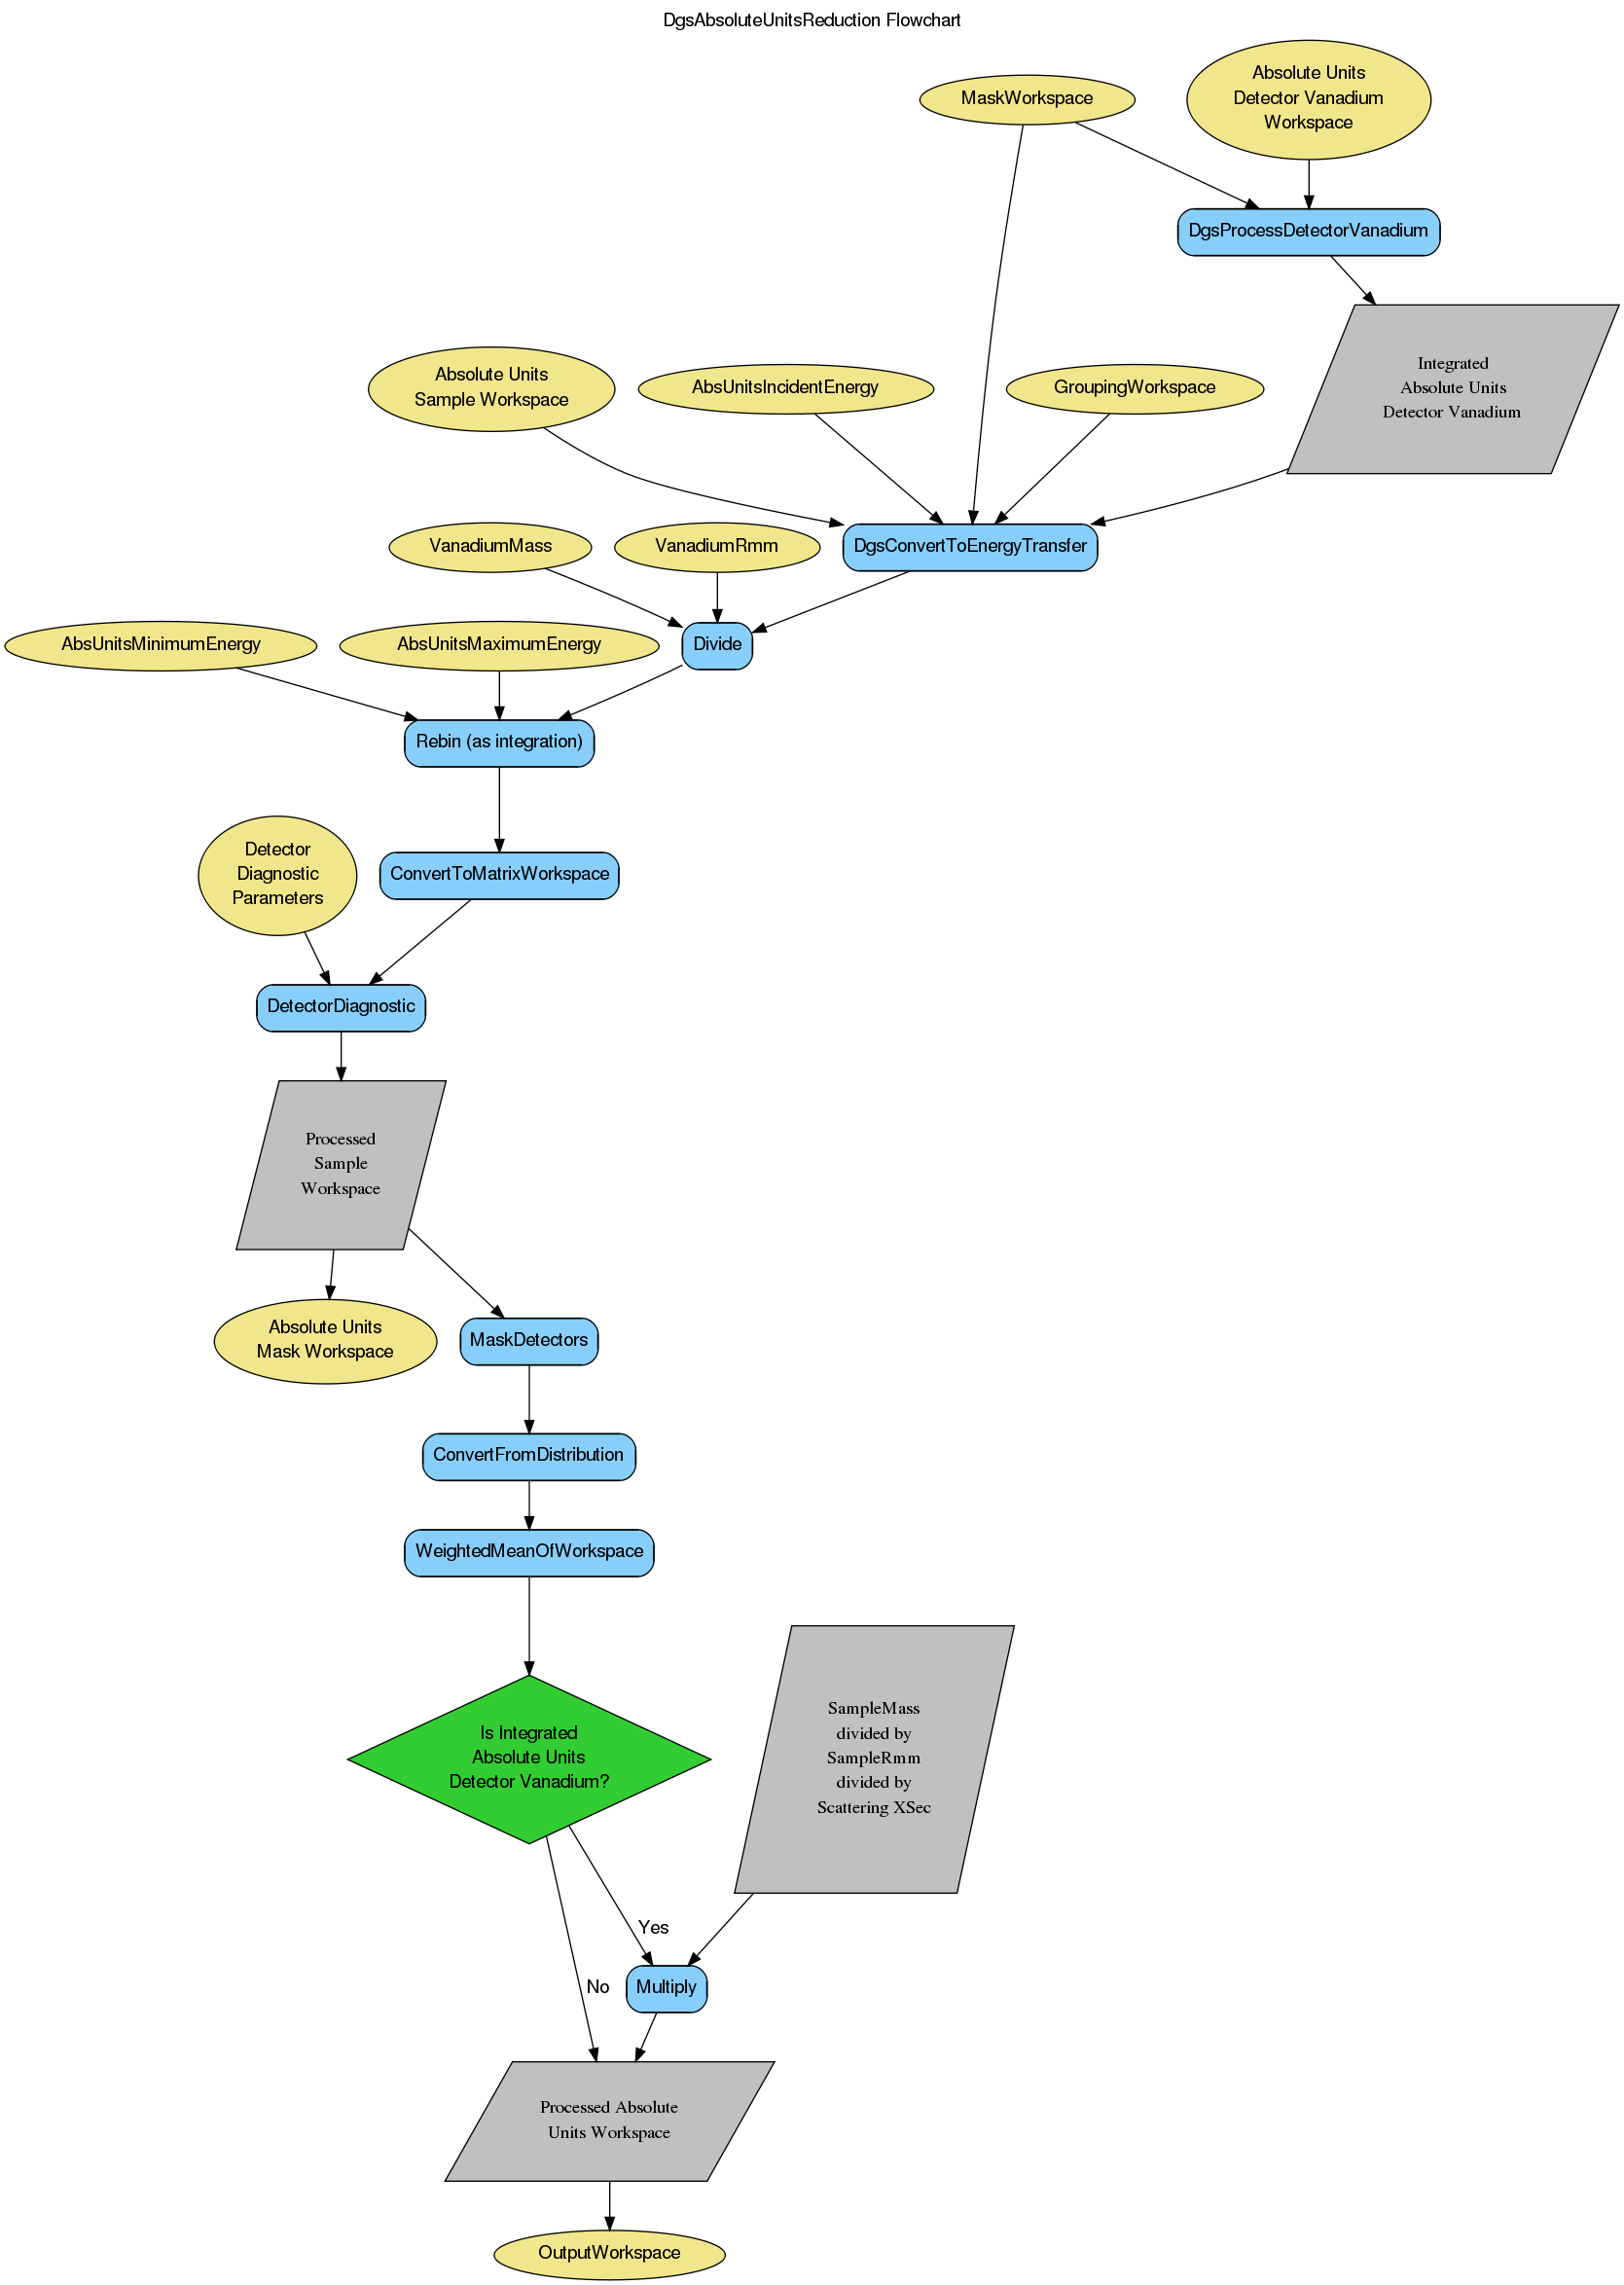 DgsAbsoluteUnitsReduction Flowchart
MaskWorkspace
Absolute Units
Detector Vanadium
Workspace
DgsProcessDetectorVanadium
Integrated
Absolute Units
Detector Vanadium
Absolute Units
Sample Workspace
AbsUnitsIncidentEnergy
GroupingWorkspace
VanadiumMass
VanadiumRmm
DgsConvertToEnergyTransfer
AbsUnitsMinimumEnergy
AbsUnitsMaximumEnergy
Divide
Rebin (as integration)
Detector
Diagnostic
Parameters
ConvertToMatrixWorkspace
DetectorDiagnostic
Processed
Sample
Workspace
Absolute Units
Mask Workspace
MaskDetectors
ConvertFromDistribution
WeightedMeanOfWorkspace
Is Integrated
Absolute Units
Detector Vanadium?
SampleMass
divided by
SampleRmm
divided by
Scattering XSec
Yes
No
Multiply
Processed Absolute
Units Workspace
OutputWorkspace